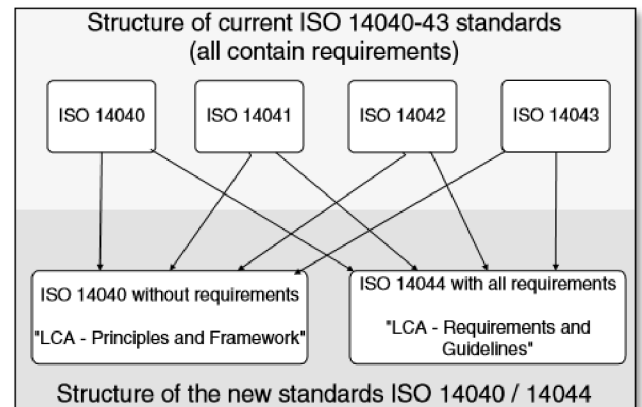 Structure of current ISO 14040-43 standards
(all contain requirements)
ISO 14040
ISO 14041
ISO 14042
ISO 14043
ISO 14040 without requirements
"LCA - Principles and Framework"
ISO 14044 with all requirements
"LCA - Requirements and
Guidelines"
Structure of the new standards ISO 14040 / 14044